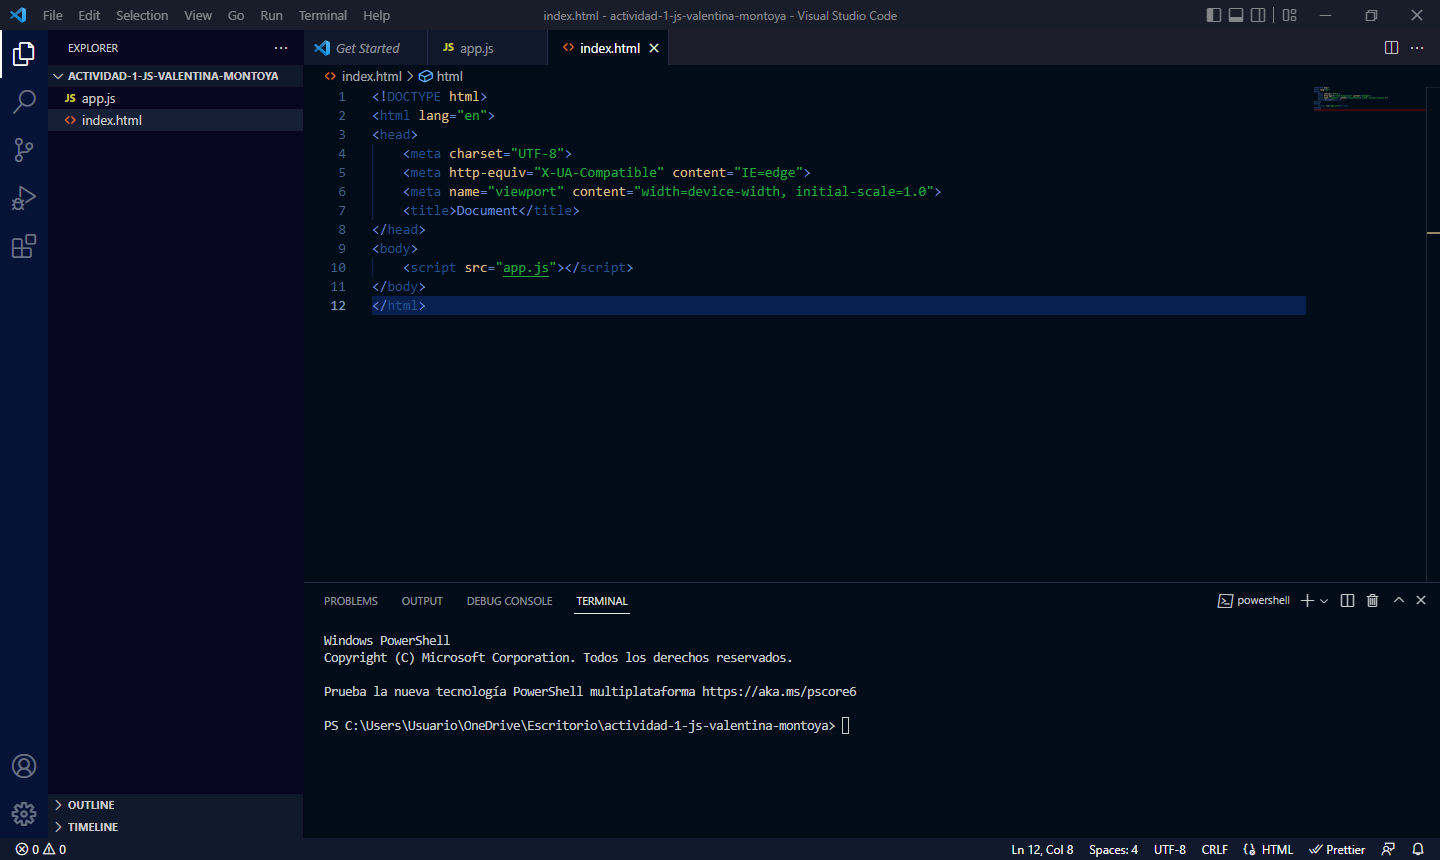 File Edit Selection View Go Run Terminal Help index.html - actividad-1-js-valentina-montoya - Visual Studio Code
EXPLORER
ACTIVIDAD-1-JS-VALENTINA-MONTOYA
JS app.js
<> index.html
OUTLINE
TIMELINE
Get Started JS app.js <> index.html
<> index.html > html
1 <!DOCTYPE html>
2 <html lang="en">
3 <head>
4 <meta charset="UTF-8">
5 <meta http-equiv="X-UA-Compatible" content="IE=edge">
6 <meta name="viewport" content="width=device-width, initial-scale=1.0">
7 <title>Document</title>
8 </head>
9 <body>
10 <script src="app.js"></script>
11 </body>
12 </html>
PROBLEMS OUTPUT DEBUG CONSOLE TERMINAL powershell
Windows PowerShell
Copyright (C) Microsoft Corporation. Todos los derechos reservados.
Prueba la nueva tecnología PowerShell multiplataforma https://aka.ms/pscore6
PS C:\Users\Usuario\OneDrive\Escritorio\actividad-1-js-valentina-montoya>
0 0 Ln 12, Col 8 Spaces: 4 UTF-8 CRLF HTML Prettier